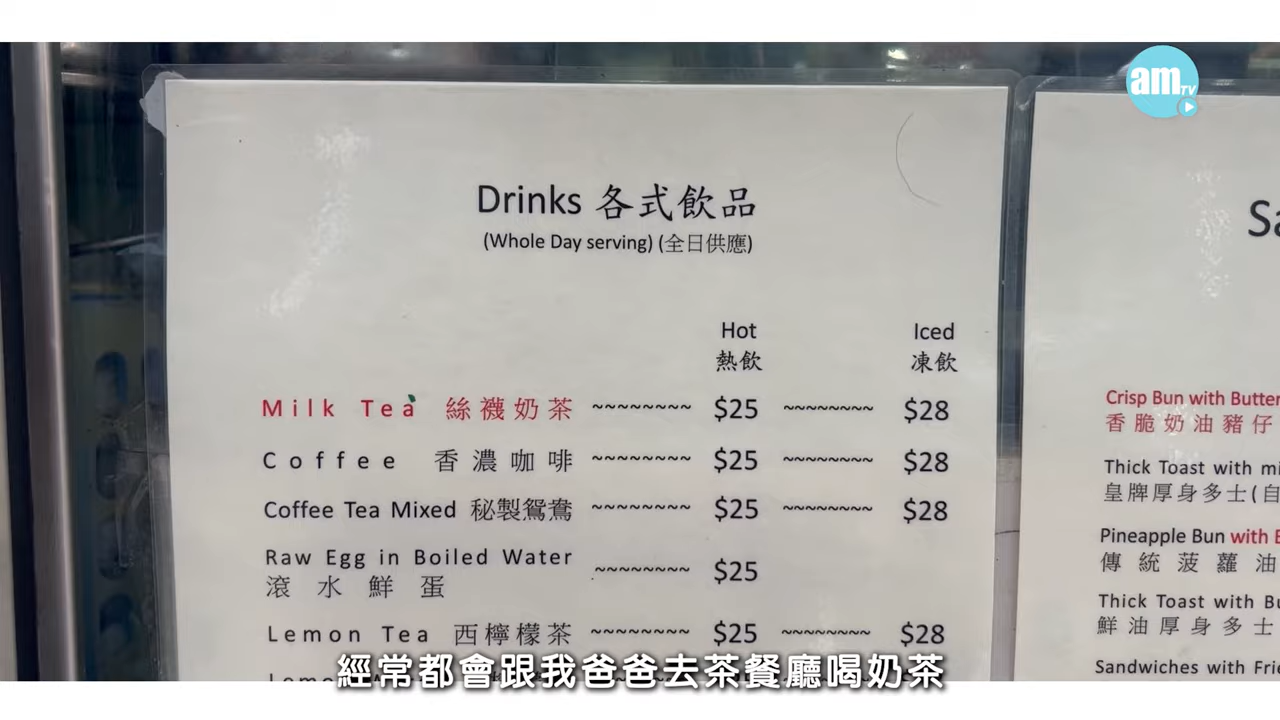 am TV
Drinks 各式飲品
(Whole Day serving) (全日供應)
Hot Iced
熱飲 凍飲
Milk Tea 絲襪奶茶 ~~~~~~~~ $25 ~~~~~~~~ $28
Coffee 香濃咖啡 ~~~~~~~~ $25 ~~~~~~~~ $28
Coffee Tea Mixed 秘製鴛鴦 ~~~~~~~~ $25 ~~~~~~~~ $28
Raw Egg in Boiled Water
滾水鮮蛋 ~~~~~~~~ $25
Lemon Tea 西檸檬茶 ~~~~~~~~ $25 ~~~~~~~~ $28
Crisp Bun with Butter
香脆奶油豬仔
Thick Toast with
皇牌厚身多士(自
Pineapple Bun with
傳統菠蘿油
Thick Toast with
鮮油厚身多士
Sandwiches with
經常都會跟我爸爸去茶餐廳喝奶茶